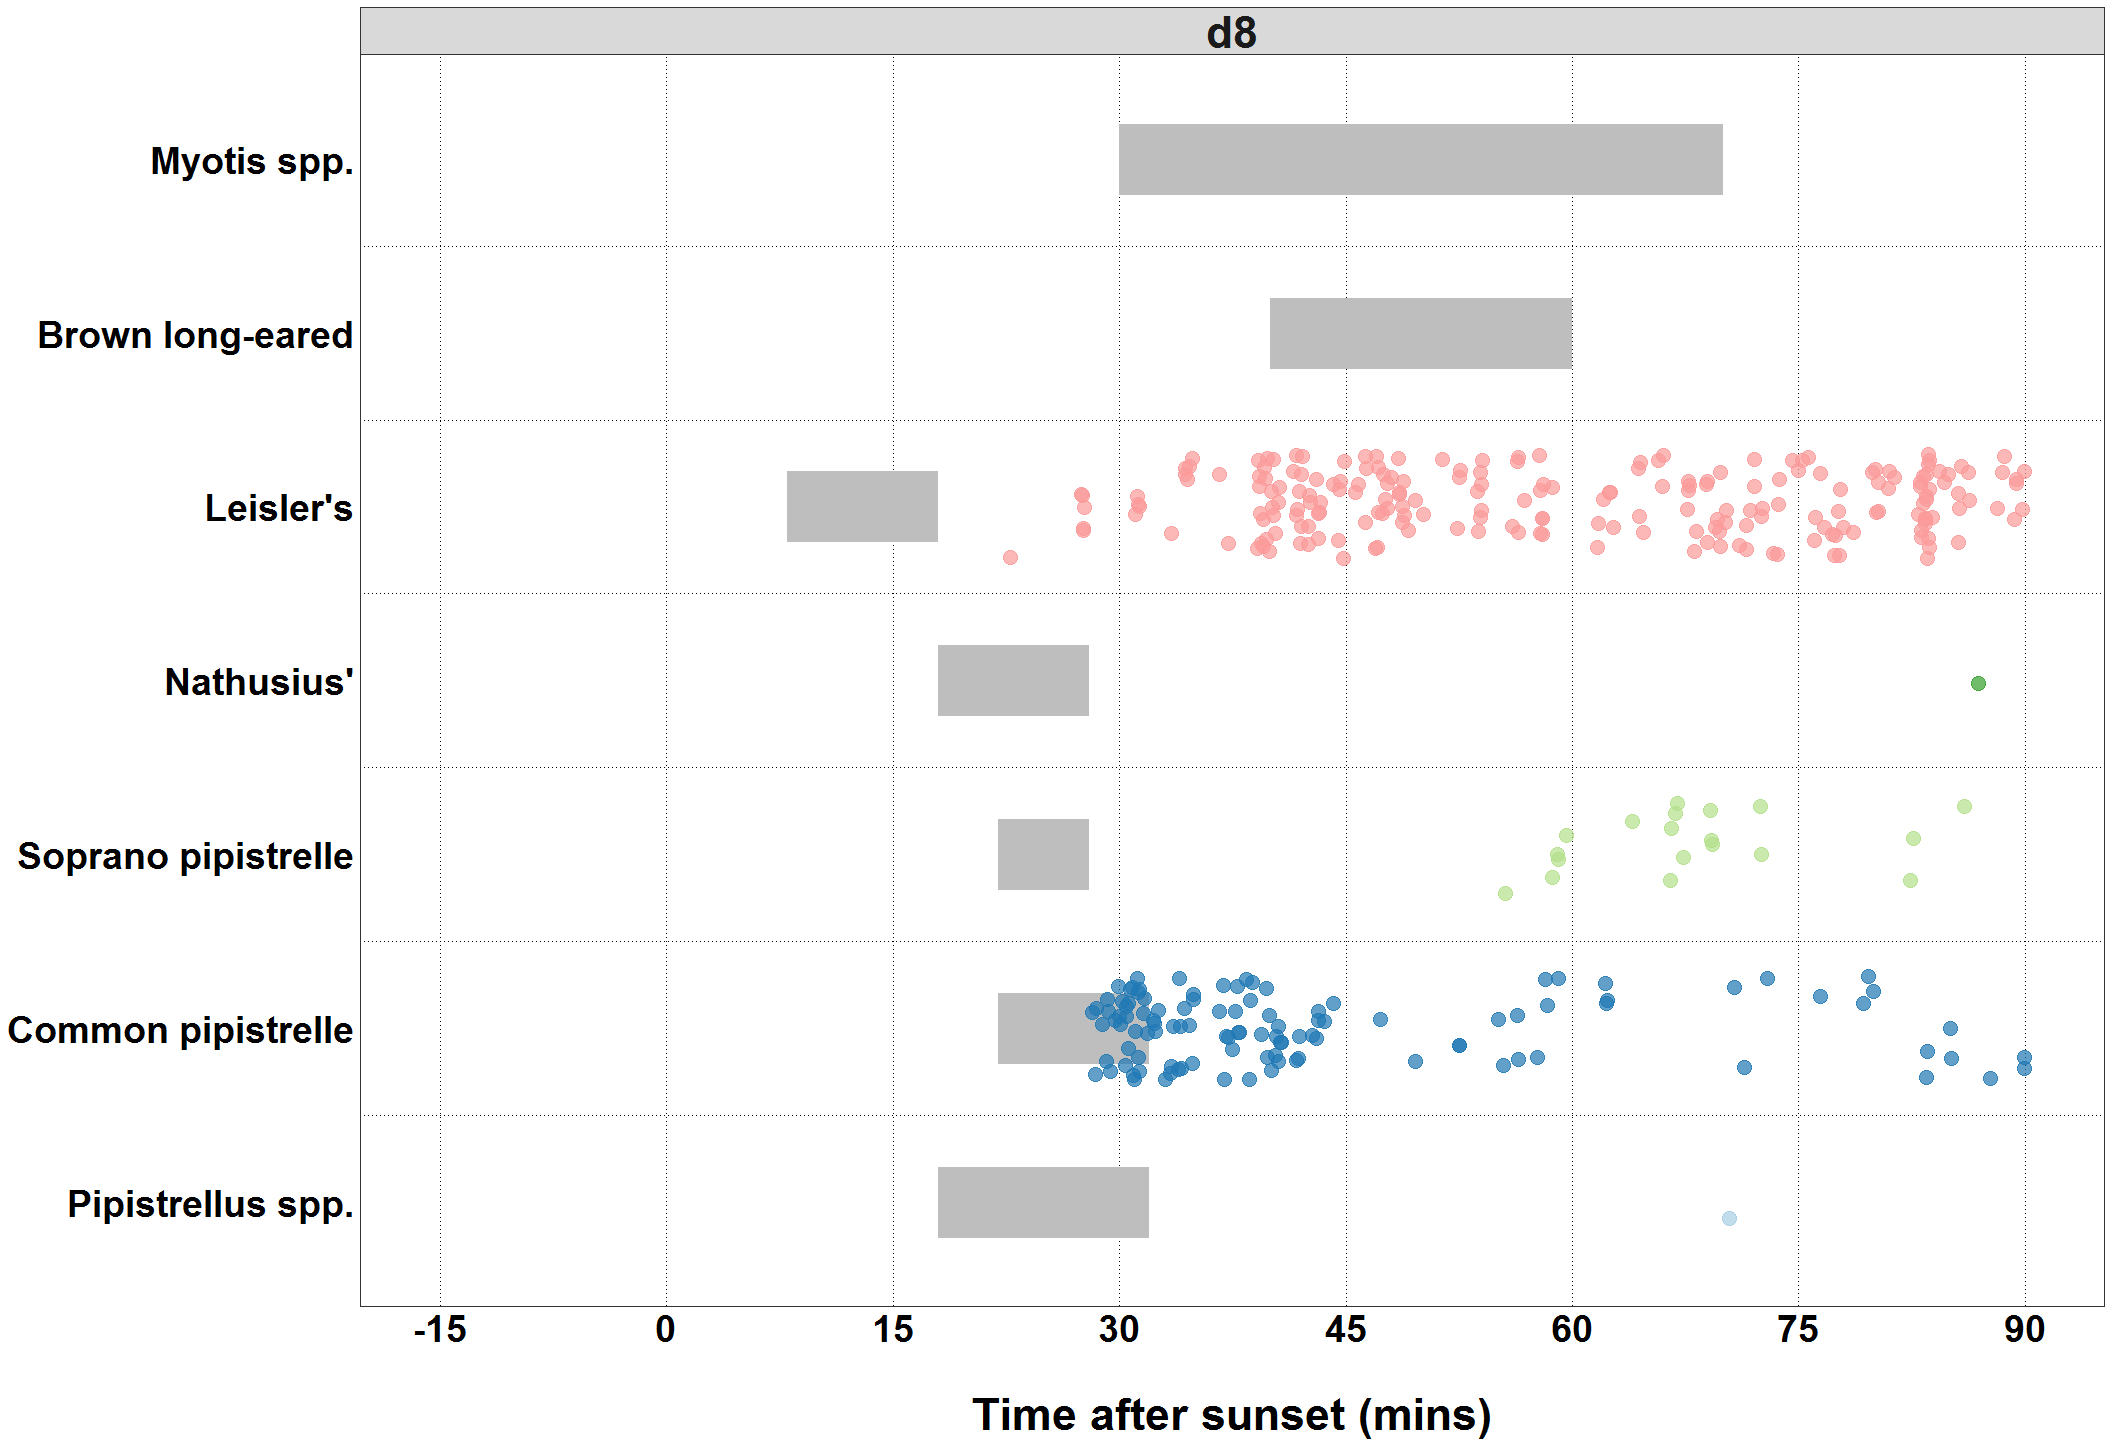 d8
Myotis spp.
Brown long-eared
Leisler's
Nathusius'
Soprano pipistrelle
Common pipistrelle
Pipistrellus spp.
-15 0 15 30 45 60 75 90
Time after sunset (mins)